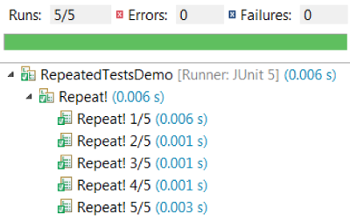 Runs: 5/5 Errors: 0 Failures: 0
RepeatedTestsDemo [Runner: JUnit 5] (0.006 s)
Repeat! (0.006 s)
Repeat! 1/5 (0.006 s)
Repeat! 2/5 (0.001 s)
Repeat! 3/5 (0.001 s)
Repeat! 4/5 (0.001 s)
Repeat! 5/5 (0.003 s)